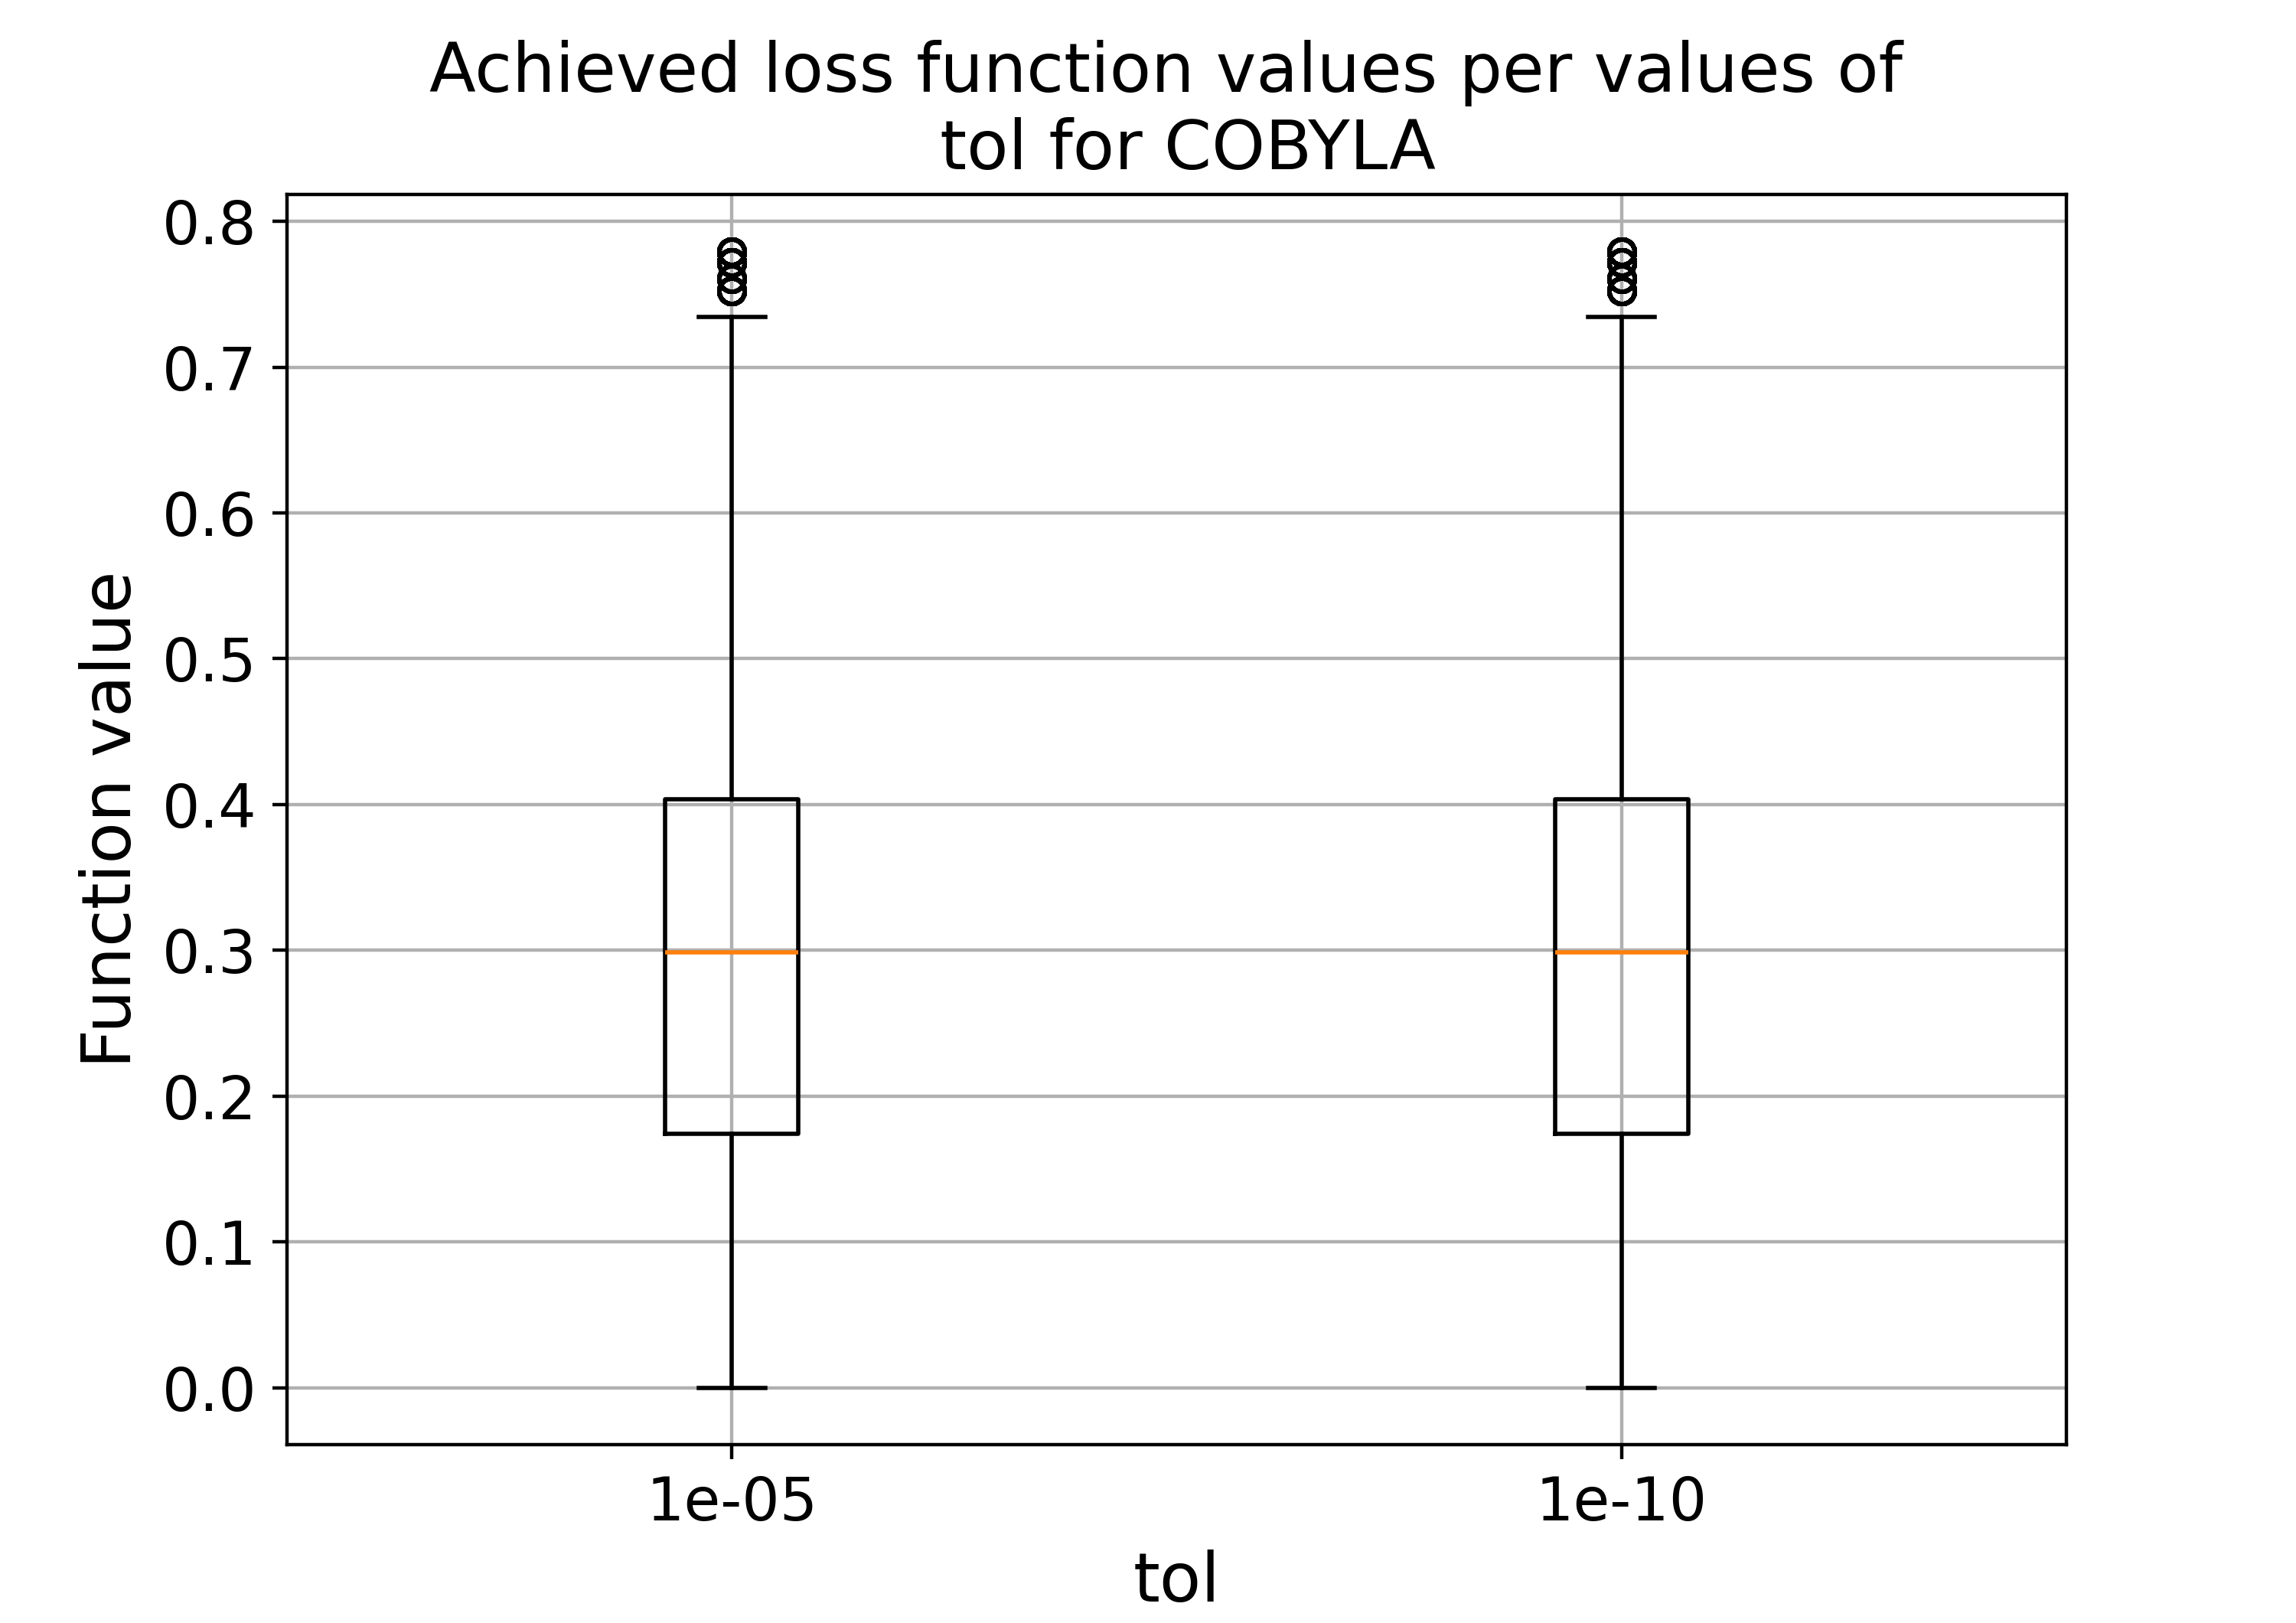 Achieved loss function values per values of
tol for COBYLA
0.8
0.7
0.6
0.5
0.4
0.3
0.2
0.1
0.0
Function value
1e-05
1e-10
tol